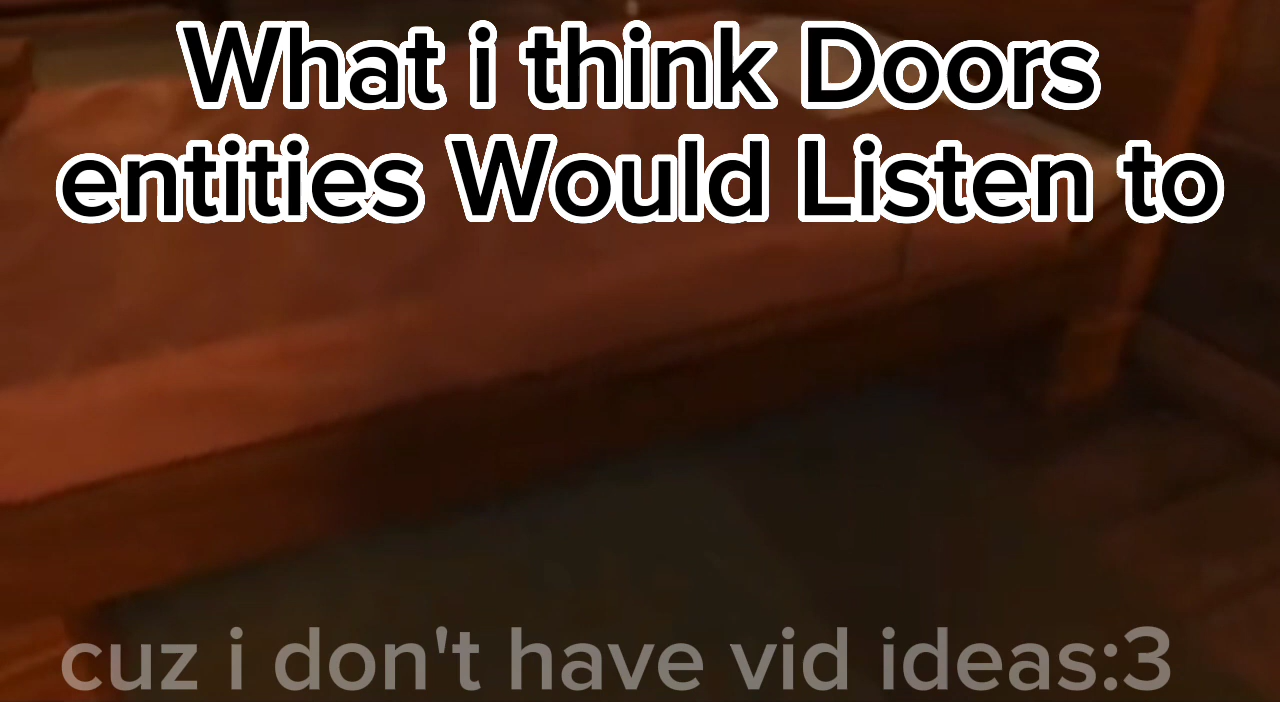 What i think Doors
entities Would Listen to
cuz i don't have vid ideas:3